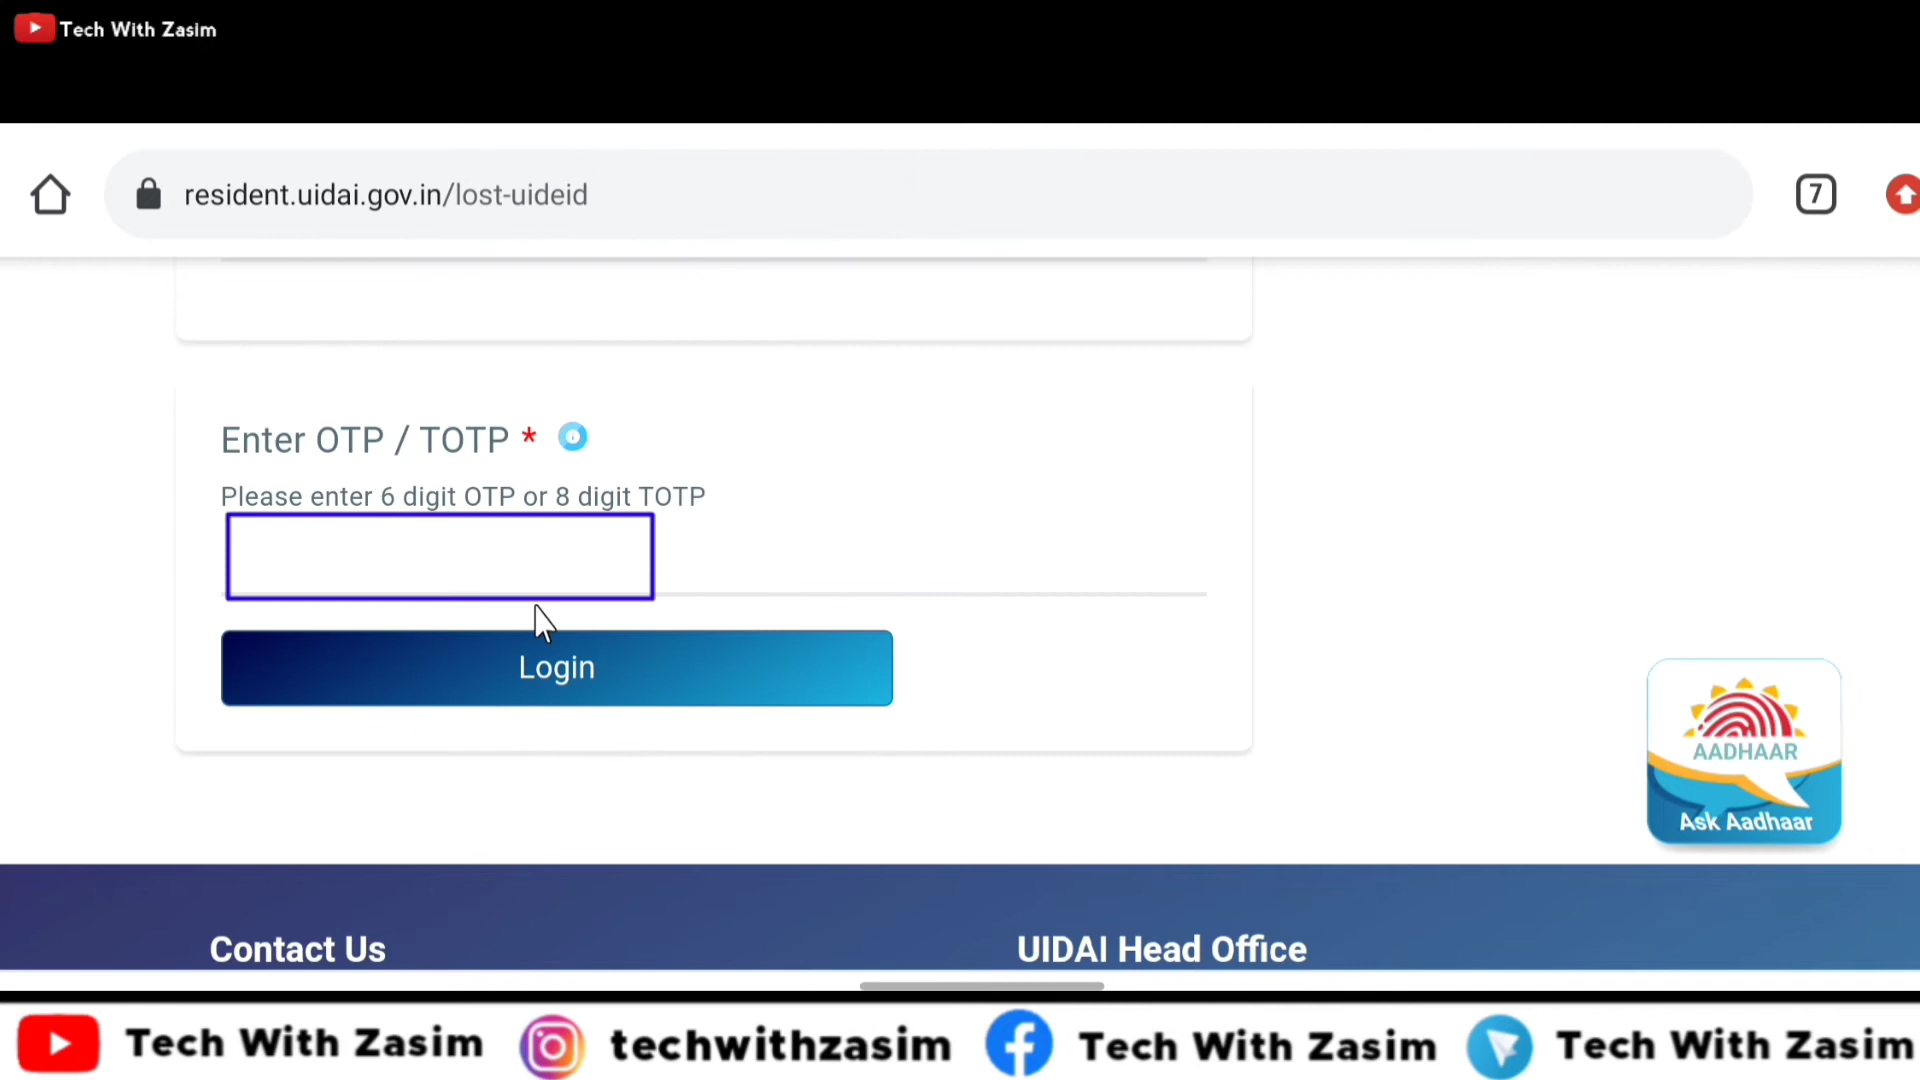 Tech With Zasim
resident.uidai.gov.in/lost-uideid
7
Enter OTP / TOTP *
Please enter 6 digit OTP or 8 digit TOTP
Login
AADHAAR
Ask Aadhaar
Contact Us
UIDAI Head Office
Tech With Zasim
techwithzasim
Tech With Zasim
Tech With Zasim